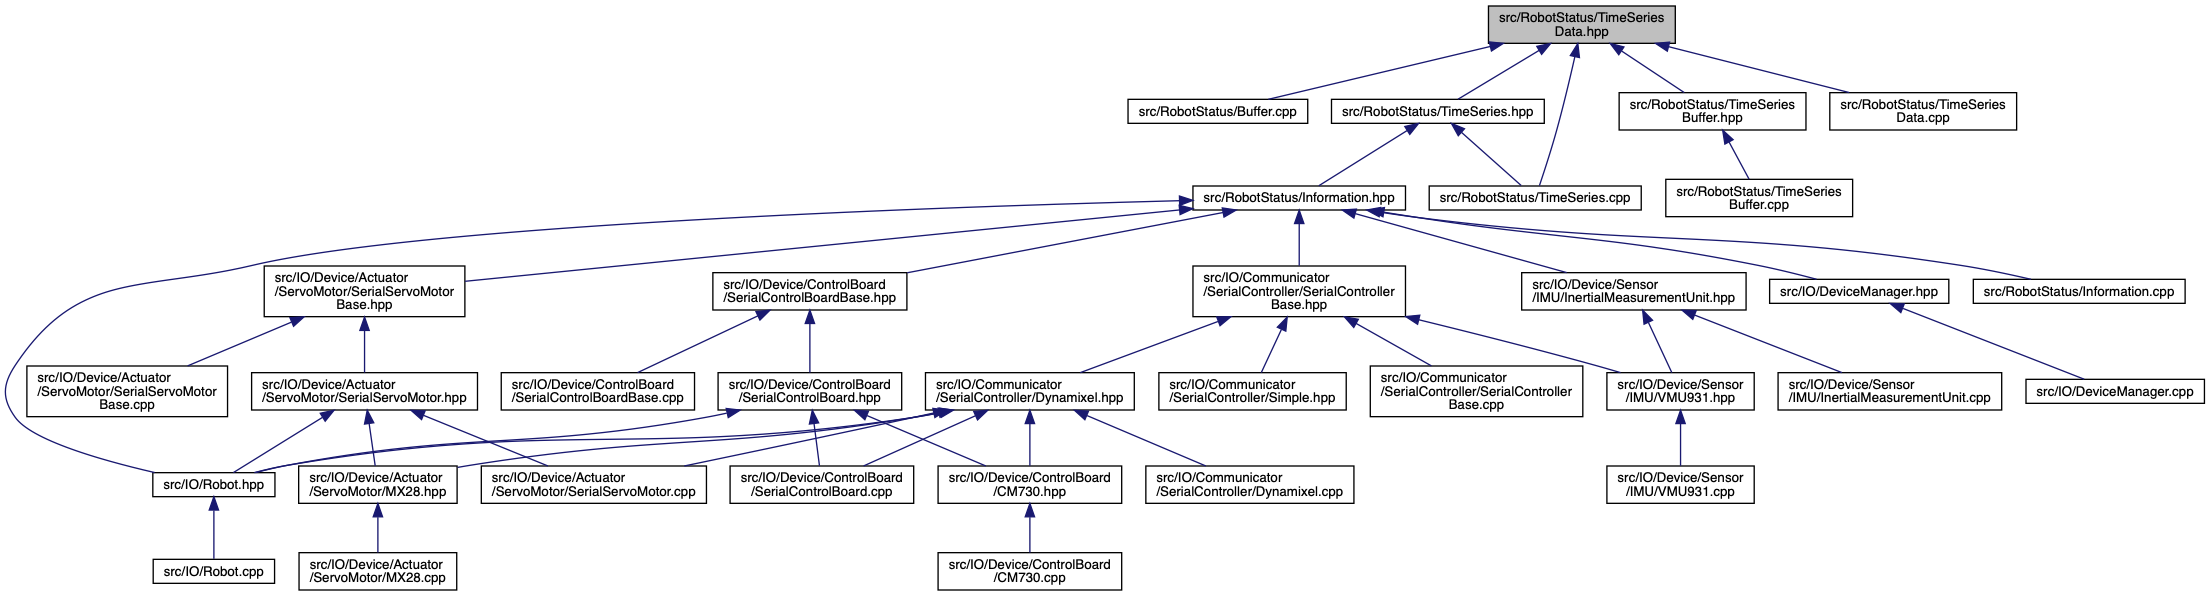 src/RobotStatus/TimeSeries
Data.hpp
src/RobotStatus/Buffer.cpp
src/RobotStatus/TimeSeries.hpp
src/RobotStatus/TimeSeries
Buffer.hpp
src/RobotStatus/TimeSeries
Data.cpp
src/RobotStatus/Information.hpp
src/RobotStatus/TimeSeries.cpp
src/RobotStatus/TimeSeries
Buffer.cpp
src/IO/Device/Actuator
/ServoMotor/SerialServoMotor
Base.hpp
src/IO/Device/ControlBoard
/SerialControlBoardBase.hpp
src/IO/Communicator
/SerialController/SerialController
Base.hpp
src/IO/Device/Sensor
/IMU/InertialMeasurementUnit.hpp
src/IO/DeviceManager.hpp
src/RobotStatus/Information.cpp
src/IO/Device/Actuator
/ServoMotor/SerialServoMotor
Base.cpp
src/IO/Device/Actuator
/ServoMotor/SerialServoMotor.hpp
src/IO/Device/ControlBoard
/SerialControlBoardBase.cpp
src/IO/Device/ControlBoard
/SerialControlBoard.hpp
src/IO/Communicator
/SerialController/Dynamixel.hpp
src/IO/Communicator
/SerialController/Simple.hpp
src/IO/Communicator
/SerialController/SerialController
Base.cpp
src/IO/Device/Sensor
/IMU/VMU931.hpp
src/IO/Device/Sensor
/IMU/InertialMeasurementUnit.cpp
src/IO/DeviceManager.cpp
src/IO/Robot.hpp
src/IO/Device/Actuator
/ServoMotor/MX28.hpp
src/IO/Device/Actuator
/ServoMotor/SerialServoMotor.cpp
src/IO/Device/ControlBoard
/SerialControlBoard.cpp
src/IO/Device/ControlBoard
/CM730.hpp
src/IO/Communicator
/SerialController/Dynamixel.cpp
src/IO/Device/Sensor
/IMU/VMU931.cpp
src/IO/Robot.cpp
src/IO/Device/Actuator
/ServoMotor/MX28.cpp
src/IO/Device/ControlBoard
/CM730.cpp